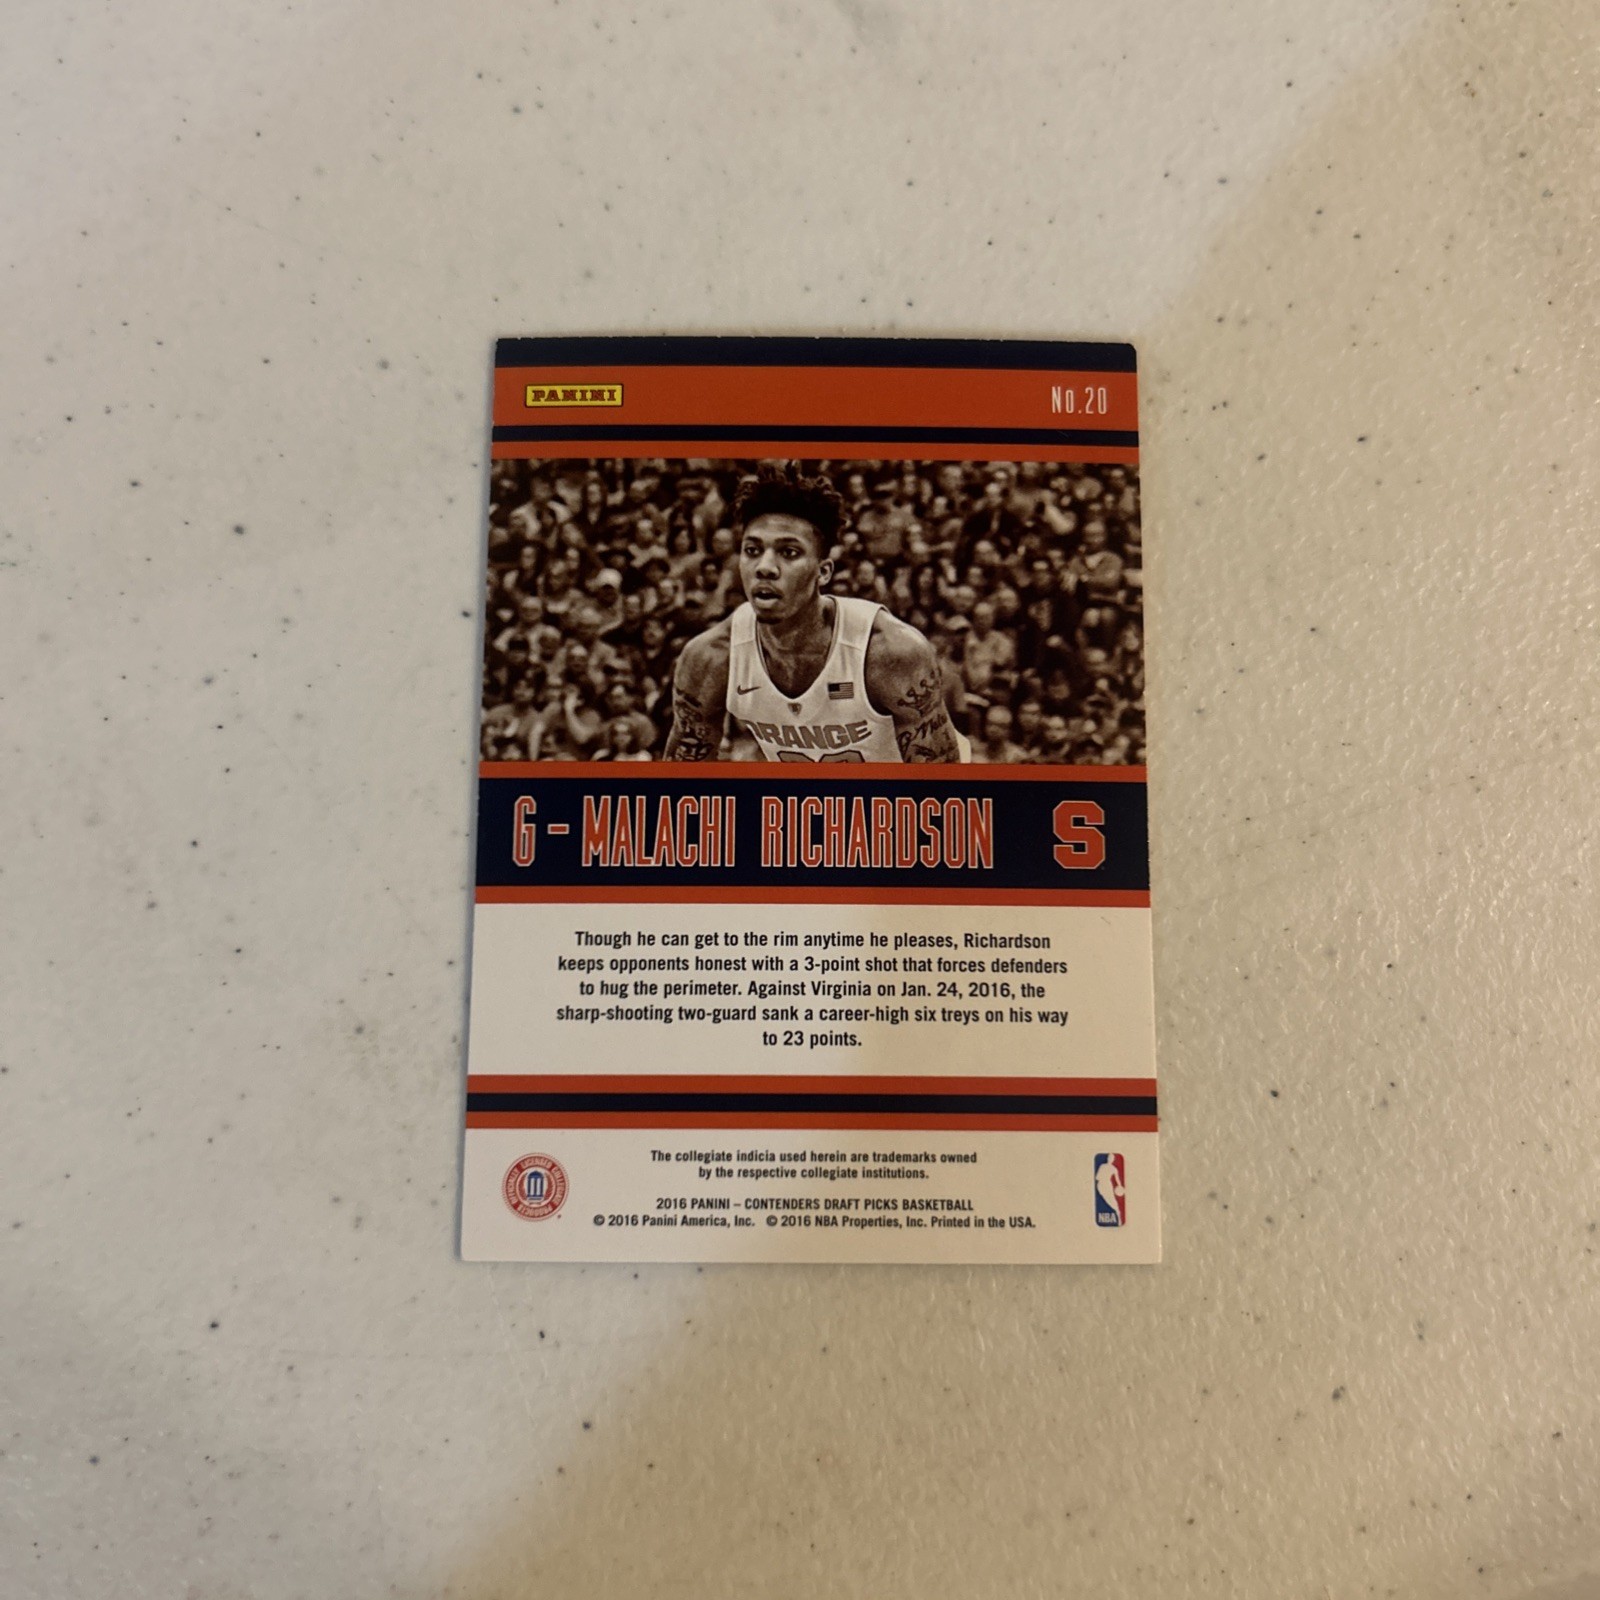 PANINI
No.20
ORANGE
G - MALACHI RICHARDSON S
Though he can get to the rim anytime he pleases, Richardson
keeps opponents honest with a 3-point shot that forces defenders
to hug the perimeter. Against Virginia on Jan. 24, 2016, the
sharp-shooting two-guard sank a career-high six treys on his way
to 23 points.
OFFICIALLY LICENSED COLLEGIATE PRODUCTS
The collegiate indicia used herein are trademarks owned
by the respective collegiate institutions.
2016 PANINI – CONTENDERS DRAFT PICKS BASKETBALL
© 2016 Panini America, Inc. © 2016 NBA Properties, Inc. Printed in the USA.
NBA